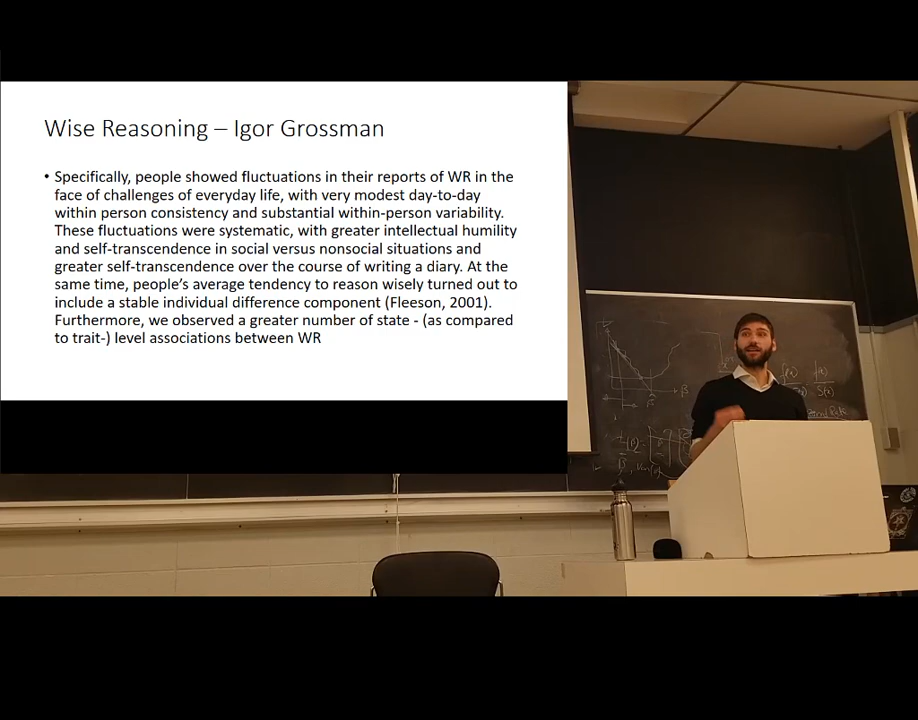 Wise Reasoning – Igor Grossman
• Specifically, people showed fluctuations in their reports of WR in the
face of challenges of everyday life, with very modest day-to-day
within person consistency and substantial within-person variability.
These fluctuations were systematic, with greater intellectual humility
and self-transcendence in social versus nonsocial situations and
greater self-transcendence over the course of writing a diary. At the
same time, people's average tendency to reason wisely turned out to
include a stable individual difference component (Fleeson, 2001).
Furthermore, we observed a greater number of state - (as compared
to trait-) level associations between WR
f(t)
S(t)